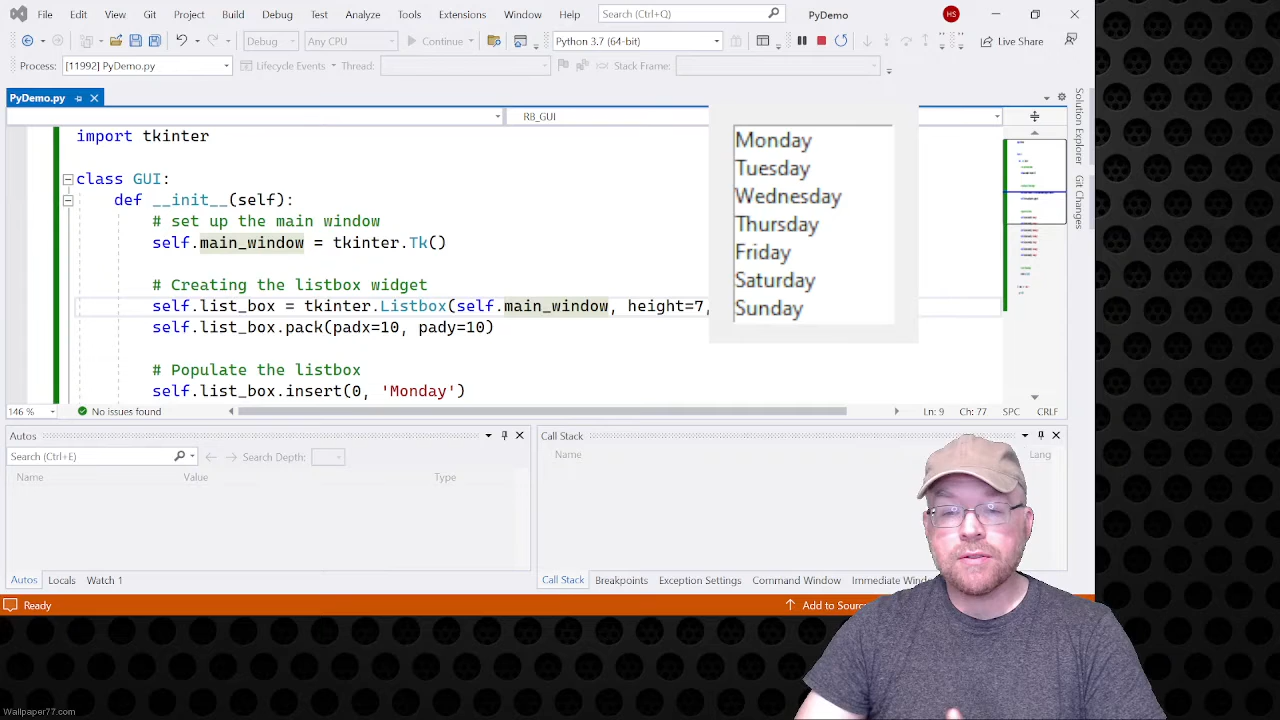 File Edit View Git Project Build Debug Test Analyze Tools Extensions Window Help Search (Ctrl+Q) PyDemo HS
Debug Any CPU Continue Python 3.7 (64-bit) Live Share
Process: [11992] PyDemo.py Lifecycle Events Thread: Stack Frame:
PyDemo.py
RB_GUI
import tkinter
class GUI:
def __init__(self):
# set up the main window
self.main_window = tkinter.Tk()
# Creating the listbox widget
self.list_box = tkinter.Listbox(self.main_window, height=7,
self.list_box.pack(padx=10, pady=10)
# Populate the listbox
self.list_box.insert(0, 'Monday')
Monday
Tuesday
Wednesday
Thursday
Friday
Saturday
Sunday
Solution Explorer
Git Changes
146 % No issues found Ln: 9 Ch: 77 SPC CRLF
Autos
Search (Ctrl+E) Search Depth:
Name Value Type
Autos Locals Watch 1
Call Stack
Name Lang
Call Stack Breakpoints Exception Settings Command Window Immediate Wind
Ready Add to Sourc
Wallpaper77.com